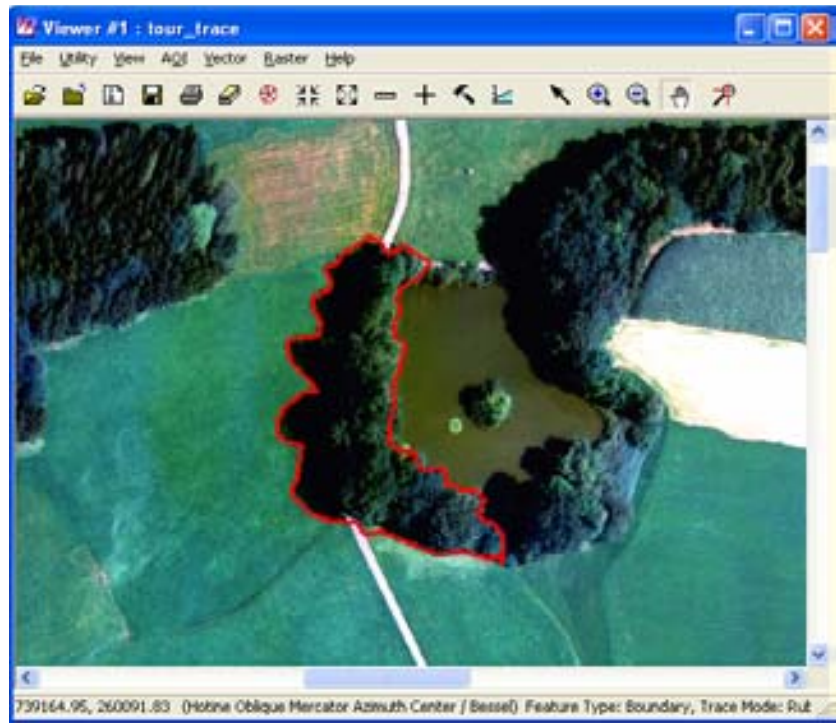 Viewer #1 : tour_trace
File Utility View AOI Vector Raster Help
739164.95, 260091.83 (Hotine Oblique Mercator Azimuth Center / Bessel) Feature Type: Boundary, Trace Mode: Rub